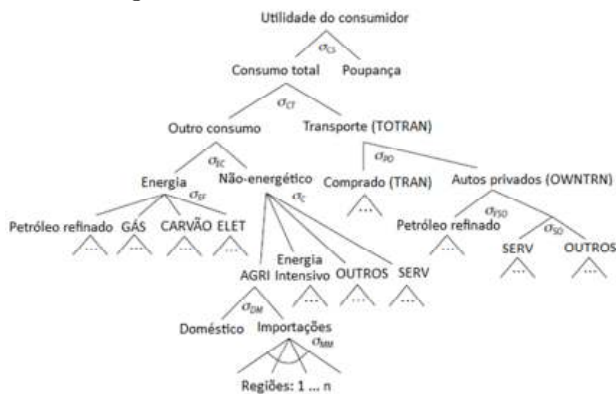 Utilidade do consumidor
σCS
Consumo total Poupança
σCT
Outro consumo Transporte (TOTRAN)
σEC σPO
Energia Não-energético Comprado (TRAN) Autos privados (OWNTRN)
σEF σC ...
Petróleo refinado GÁS CARVÃO ELET Petróleo refinado σFSO σSO
... ... ... ... ... SERV OUTROS
AGRI Energia Intensivo OUTROS SERV ... ...
... ... ...
σDM
Doméstico Importações
σMM
Regiões: 1 ... n